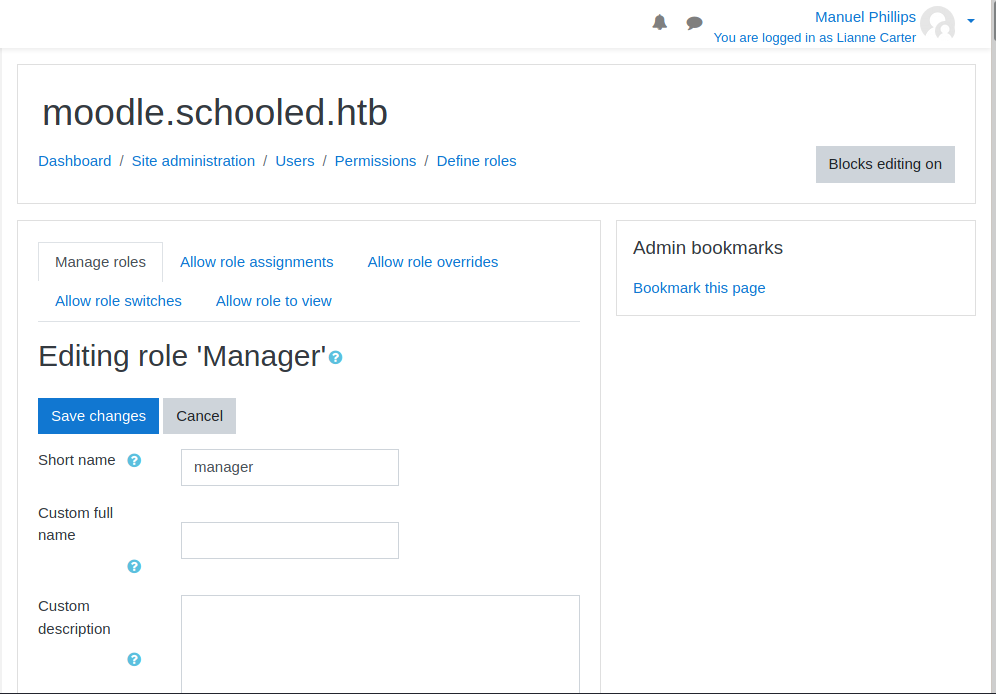 Manuel Phillips
You are logged in as Lianne Carter
moodle.schooled.htb
Dashboard / Site administration / Users / Permissions / Define roles
Blocks editing on
Manage roles Allow role assignments Allow role overrides
Allow role switches Allow role to view
Editing role 'Manager'
Save changes Cancel
Short name manager
Custom full
name
Custom
description
Admin bookmarks
Bookmark this page